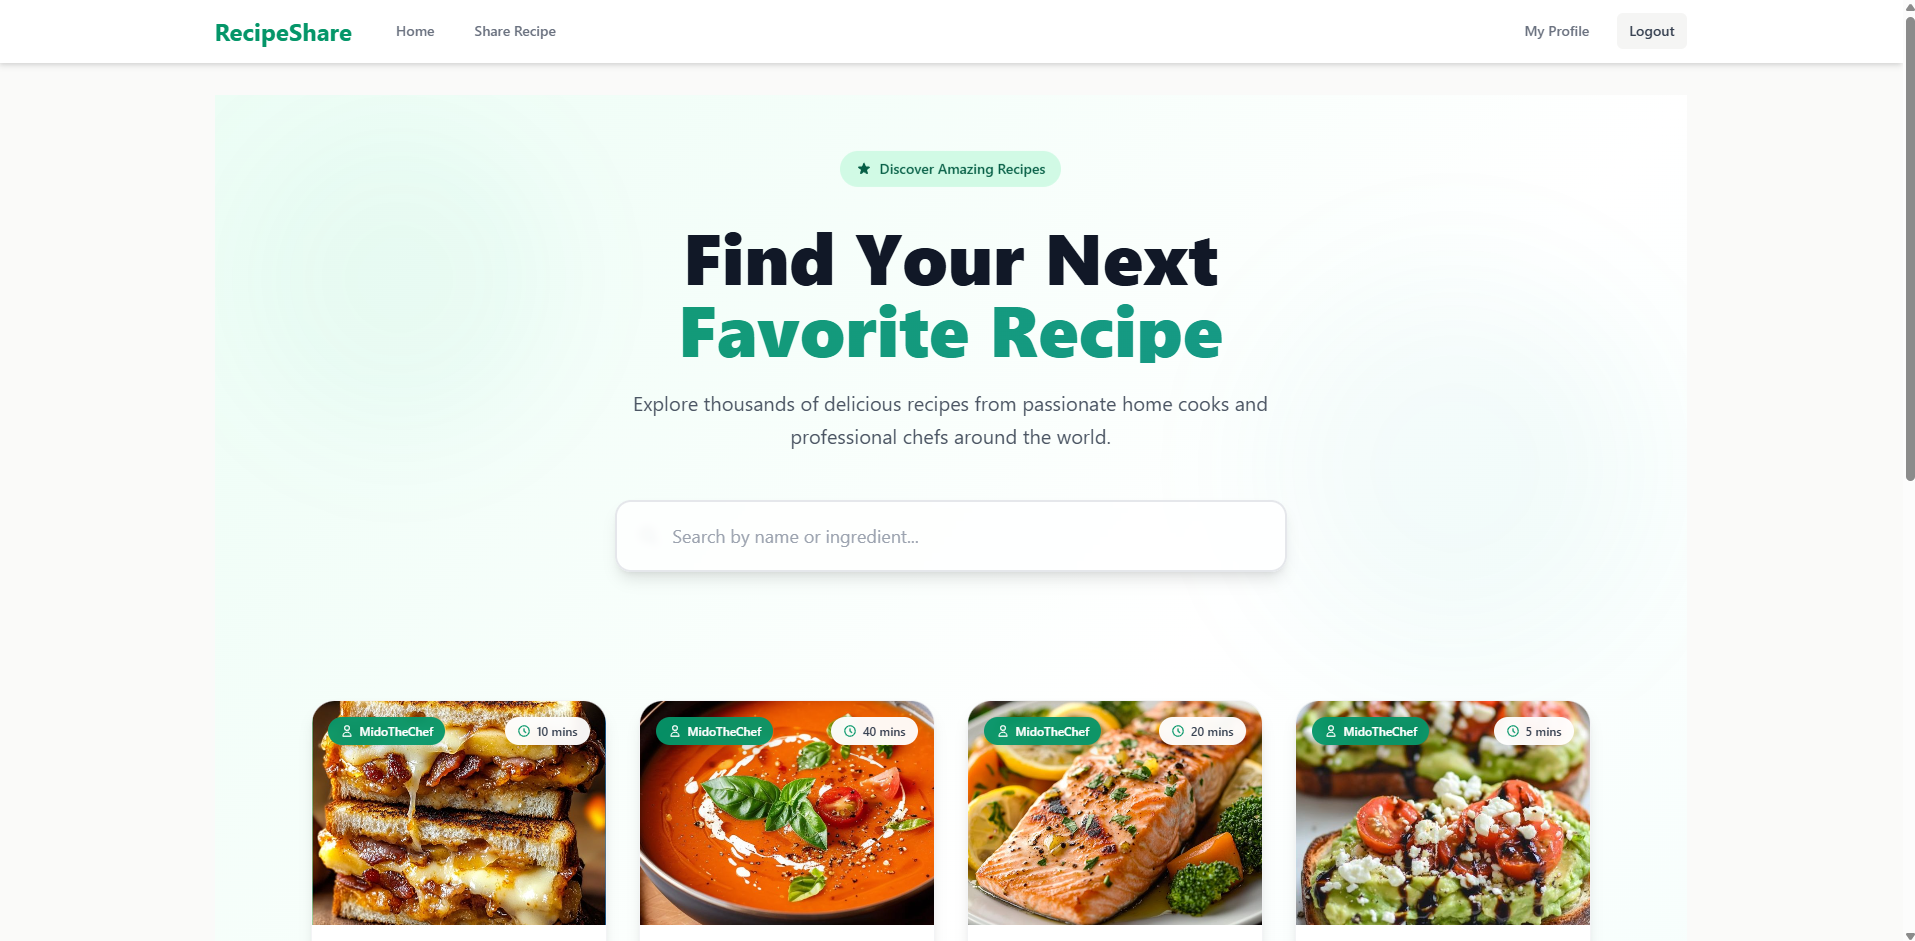 RecipeShare
Home
Share Recipe
My Profile
Logout
Discover Amazing Recipes
Find Your Next
Favorite Recipe
Explore thousands of delicious recipes from passionate home cooks and
professional chefs around the world.
Search by name or ingredient...
MidoTheChef
10 mins
MidoTheChef
40 mins
MidoTheChef
20 mins
MidoTheChef
5 mins